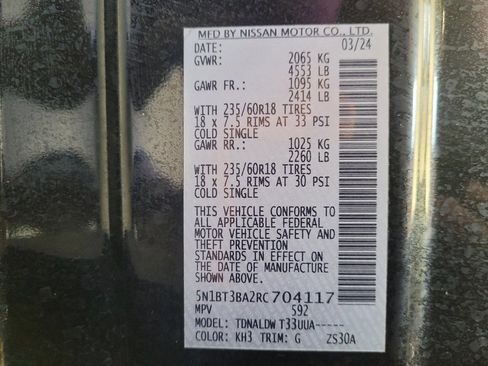 MFD BY NISSAN MOTOR CO., LTD.
DATE: 03/24
GVWR: 2065 KG
4553 LB
GAWR FR.: 1095 KG
2414 LB
WITH 235/60R18 TIRES
18 x 7.5 RIMS AT 33 PSI
COLD SINGLE
GAWR RR.: 1025 KG
2260 LB
WITH 235/60R18 TIRES
18 x 7.5 RIMS AT 30 PSI
COLD SINGLE
THIS VEHICLE CONFORMS TO
ALL APPLICABLE FEDERAL
MOTOR VEHICLE SAFETY AND
THEFT PREVENTION
STANDARDS IN EFFECT ON
THE DATE OF MANUFACTURE
SHOWN ABOVE.
5N1BT3BA2RC704117
MPV 592
MODEL: TDNALDW T33UUA-----
COLOR: KH3 TRIM: G ZS30A